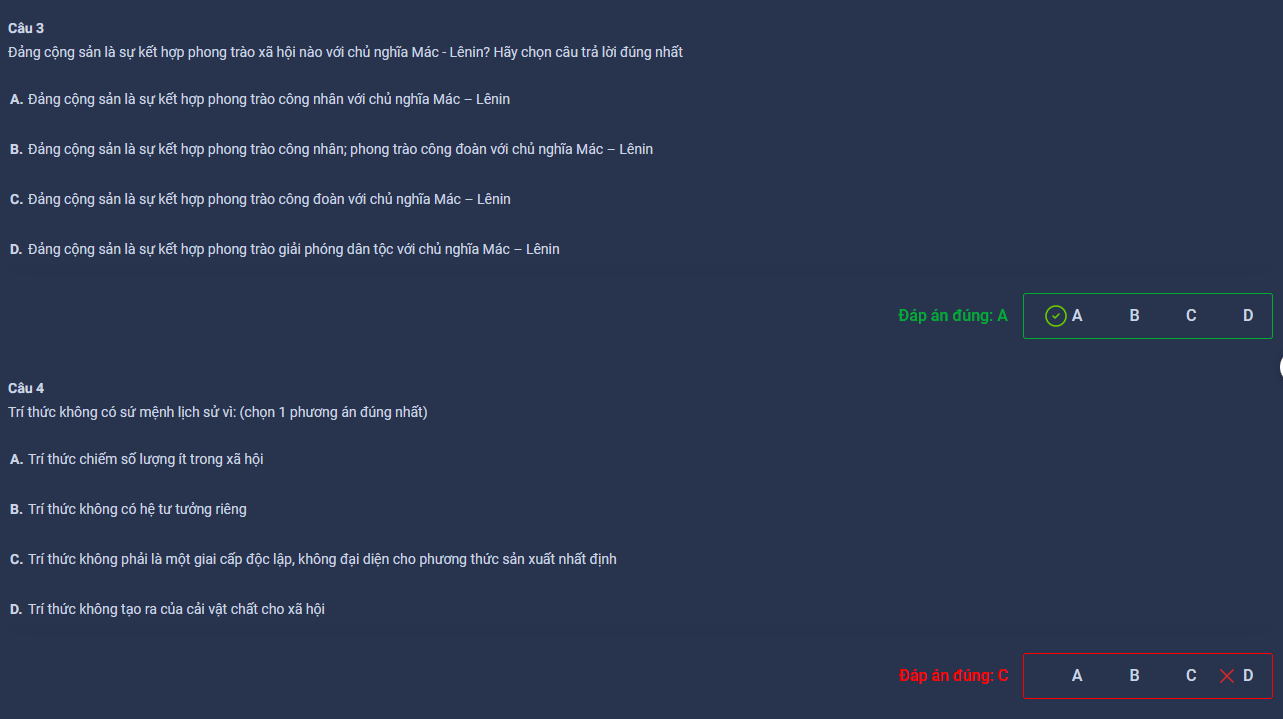 Câu 3
Đảng cộng sản là sự kết hợp phong trào xã hội nào với chủ nghĩa Mác - Lênin? Hãy chọn câu trả lời đúng nhất
A. Đảng cộng sản là sự kết hợp phong trào công nhân với chủ nghĩa Mác – Lênin
B. Đảng cộng sản là sự kết hợp phong trào công nhân; phong trào công đoàn với chủ nghĩa Mác – Lênin
C. Đảng cộng sản là sự kết hợp phong trào công đoàn với chủ nghĩa Mác – Lênin
D. Đảng cộng sản là sự kết hợp phong trào giải phóng dân tộc với chủ nghĩa Mác – Lênin
Đáp án đúng: A A B C D
Câu 4
Trí thức không có sứ mệnh lịch sử vì: (chọn 1 phương án đúng nhất)
A. Trí thức chiếm số lượng ít trong xã hội
B. Trí thức không có hệ tư tưởng riêng
C. Trí thức không phải là một giai cấp độc lập, không đại diện cho phương thức sản xuất nhất định
D. Trí thức không tạo ra của cải vật chất cho xã hội
Đáp án đúng: C A B C D